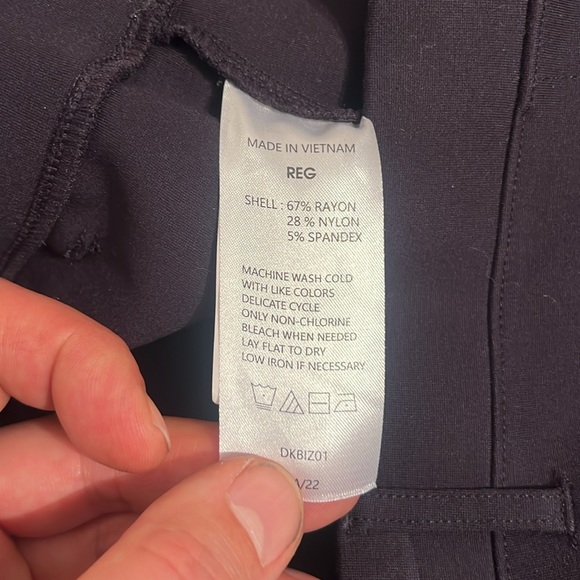 MADE IN VIETNAM
REG
SHELL : 67% RAYON
28 % NYLON
5% SPANDEX
MACHINE WASH COLD
WITH LIKE COLORS
DELICATE CYCLE
ONLY NON-CHLORINE
BLEACH WHEN NEEDED
LAY FLAT TO DRY
LOW IRON IF NECESSARY
DKBIZ01
/22